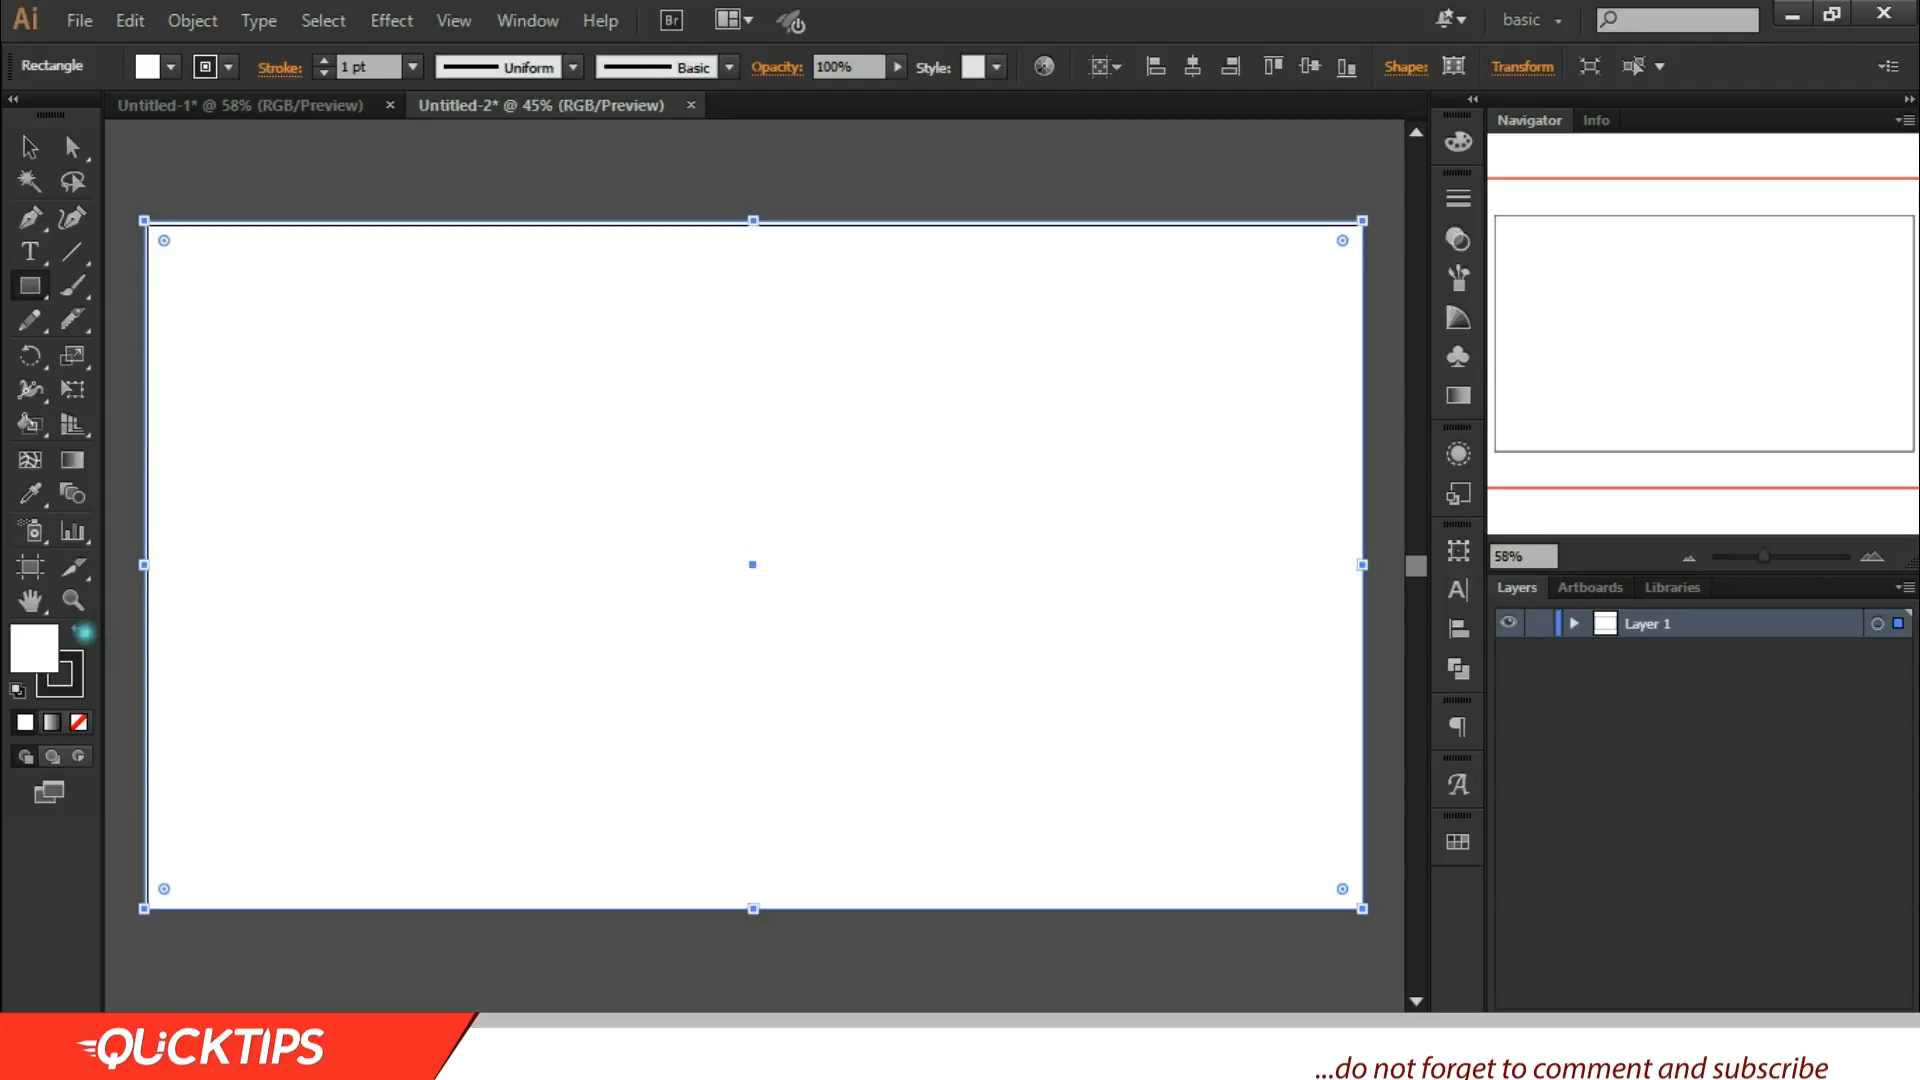 Ai File Edit Object Type Select Effect View Window Help Br basic
Rectangle Stroke: 1 pt Uniform Basic Opacity: 100% Style: Shape: Transform
Untitled-1* @ 58% (RGB/Preview) × Untitled-2* @ 45% (RGB/Preview) ×
Navigator Info
58%
Layers Artboards Libraries
Layer 1
QUiCKTIPS
...do not forget to comment and subscribe